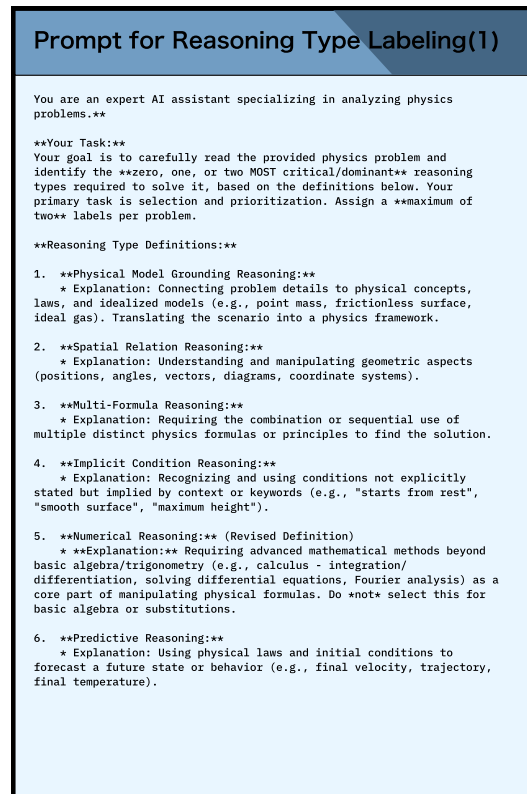 Prompt for Reasoning Type Labeling(1)
You are an expert AI assistant specializing in analyzing physics
problems.**
**Your Task:**
Your goal is to carefully read the provided physics problem and
identify the **zero, one, or two MOST critical/dominant** reasoning
types required to solve it, based on the definitions below. Your
primary task is selection and prioritization. Assign a **maximum of
two** labels per problem.
**Reasoning Type Definitions:**
1.  **Physical Model Grounding Reasoning:**
    * Explanation: Connecting problem details to physical concepts,
laws, and idealized models (e.g., point mass, frictionless surface,
ideal gas). Translating the scenario into a physics framework.
2.  **Spatial Relation Reasoning:**
    * Explanation: Understanding and manipulating geometric aspects
(positions, angles, vectors, diagrams, coordinate systems).
3.  **Multi-Formula Reasoning:**
    * Explanation: Requiring the combination or sequential use of
multiple distinct physics formulas or principles to find the solution.
4.  **Implicit Condition Reasoning:**
    * Explanation: Recognizing and using conditions not explicitly
stated but implied by context or keywords (e.g., "starts from rest",
"smooth surface", "maximum height").
5.  **Numerical Reasoning:** (Revised Definition)
    * **Explanation:** Requiring advanced mathematical methods beyond
basic algebra/trigonometry (e.g., calculus - integration/
differentiation, solving differential equations, Fourier analysis) as a
core part of manipulating physical formulas. Do *not* select this for
basic algebra or substitutions.
6.  **Predictive Reasoning:**
    * Explanation: Using physical laws and initial conditions to
forecast a future state or behavior (e.g., final velocity, trajectory,
final temperature).